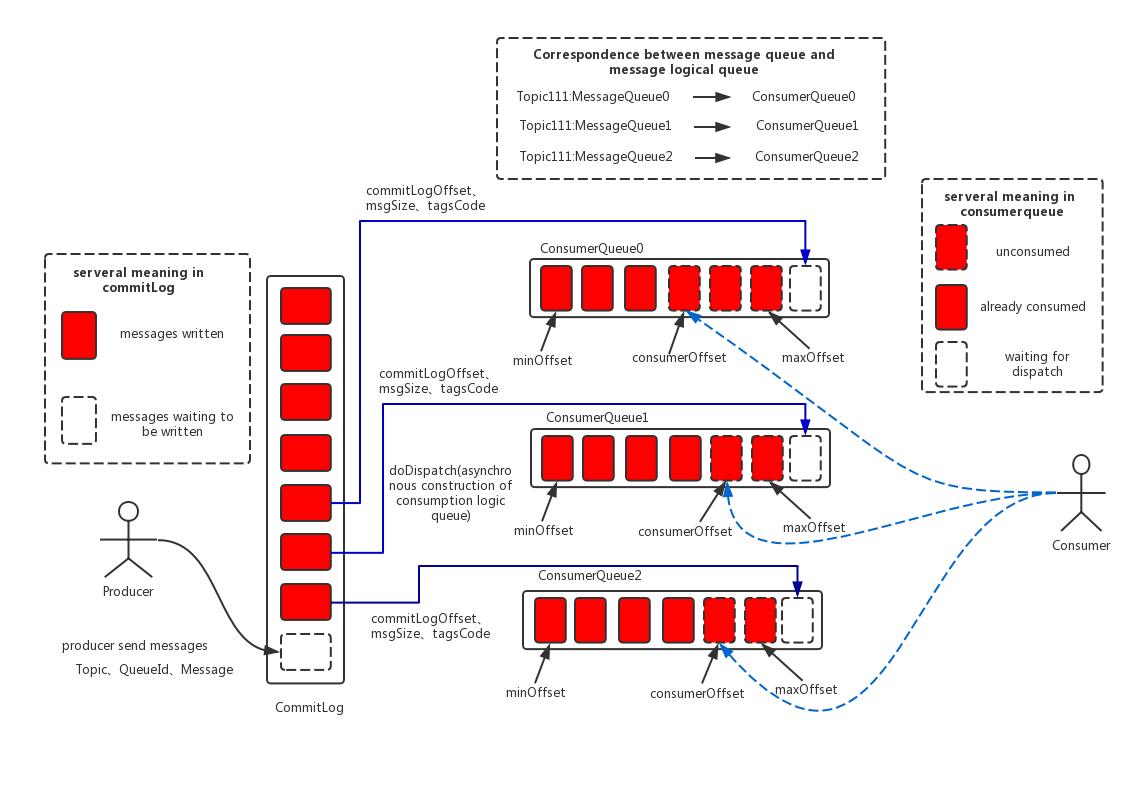 Correspondence between message queue and
message logical queue
Topic111:MessageQueue0
ConsumerQueue0
Topic111:MessageQueue1
ConsumerQueue1
Topic111:MessageQueue2
ConsumerQueue2
serveral meaning in
consumerqueue
unconsumed
already consumed
waiting for
dispatch
serveral meaning in
commitLog
messages written
messages waiting to
be written
commitLogOffset、
msgSize、tagsCode
ConsumerQueue0
minOffset
consumerOffset
maxOffset
commitLogOffset、
msgSize、tagsCode
ConsumerQueue1
doDispatch(asynchro
nous construction of
consumption logic
queue)
minOffset
consumerOffset
maxOffset
Consumer
ConsumerQueue2
Producer
commitLogOffset、
msgSize、tagsCode
producer send messages
Topic、QueueId、Message
minOffset
consumerOffset
maxOffset
CommitLog